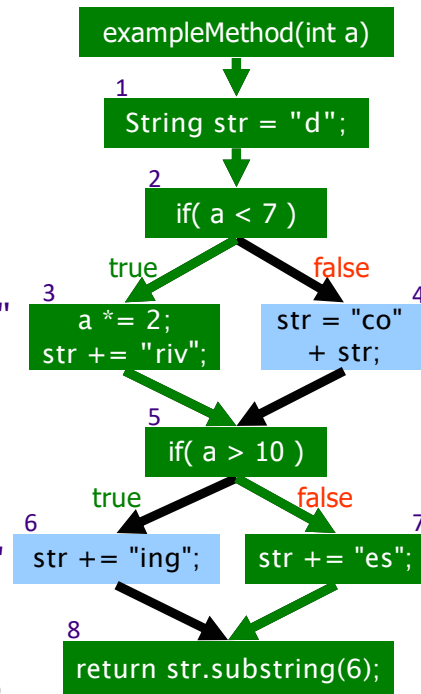 exampleMethod(int a)
1
String str = "d";
2
if( a < 7 )
true
false
3
4
"
a *= 2;
str += "riv";
str = "co"
+ str;
5
if( a > 10 )
true
false
6
7
"
str += "ing";
str += "es";
8
return str.substring(6);